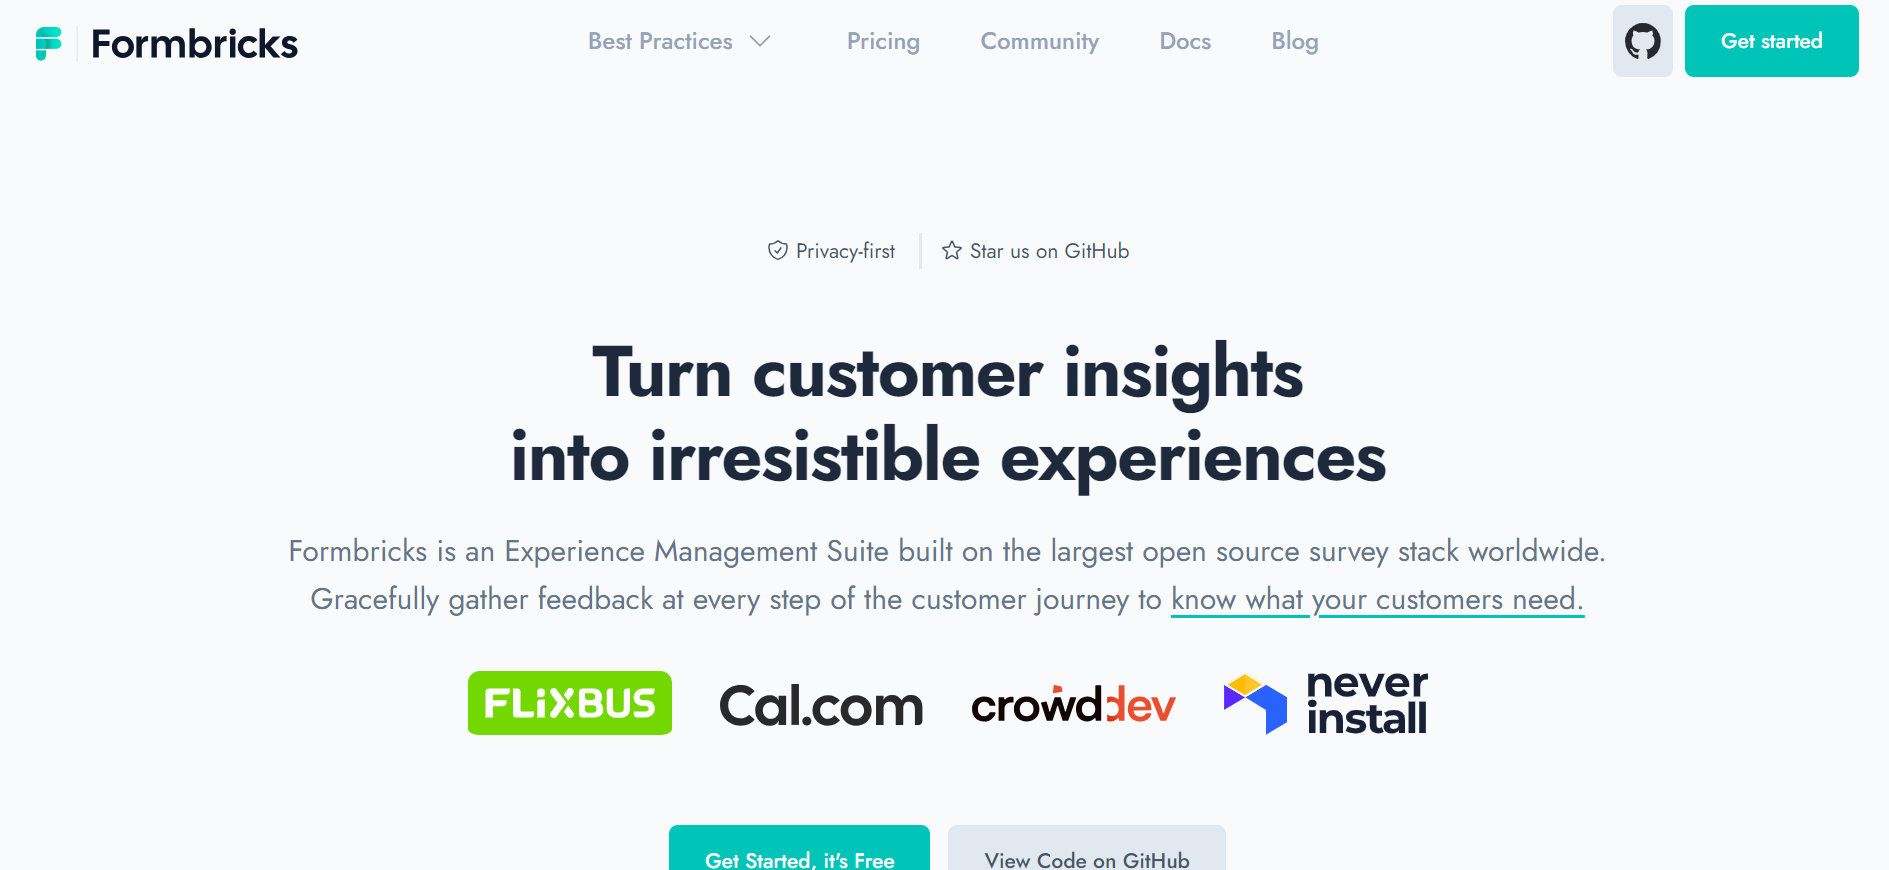 Formbricks
Best Practices
Pricing
Community
Docs
Blog
Get started
Privacy-first
Star us on GitHub
Turn customer insights
into irresistible experiences
Formbricks is an Experience Management Suite built on the largest open source survey stack worldwide.
Gracefully gather feedback at every step of the customer journey to know what your customers need.
FLiXBUS
Cal.com
crowddev
never
install
Get Started, it's Free
View Code on GitHub